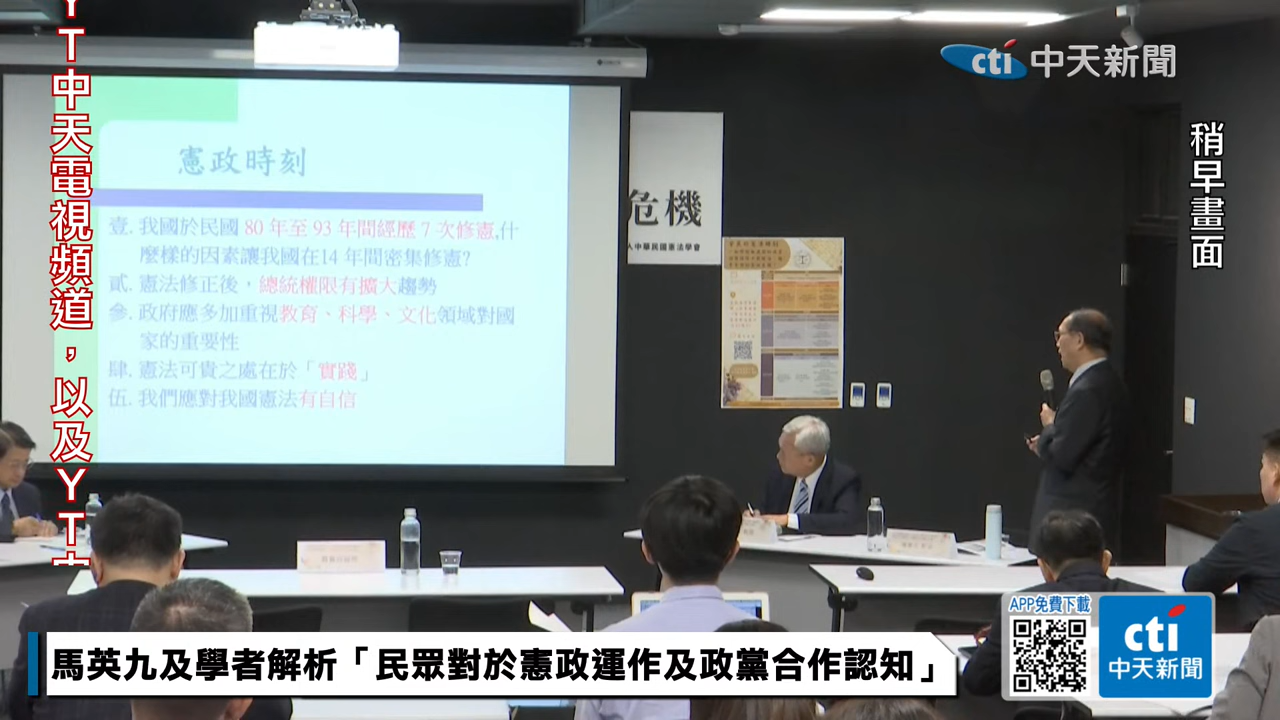 YT中天電視頻道，以及YT中
cti 中天新聞
稍早畫面
憲政時刻
壹. 我國於民國 80 年至 93 年間經歷 7 次修憲,什
麼樣的因素讓我國在14 年間密集修憲?
貳. 憲法修正後，總統權限有擴大趨勢
參. 政府應多加重視教育、科學、文化領域對國
家的重要性
肆. 憲法可貴之處在於「實踐」
伍. 我們應對我國憲法有自信
危機
人中華民國憲法學會
APP免費下載
cti
中天新聞
馬英九及學者解析「民眾對於憲政運作及政黨合作認知」